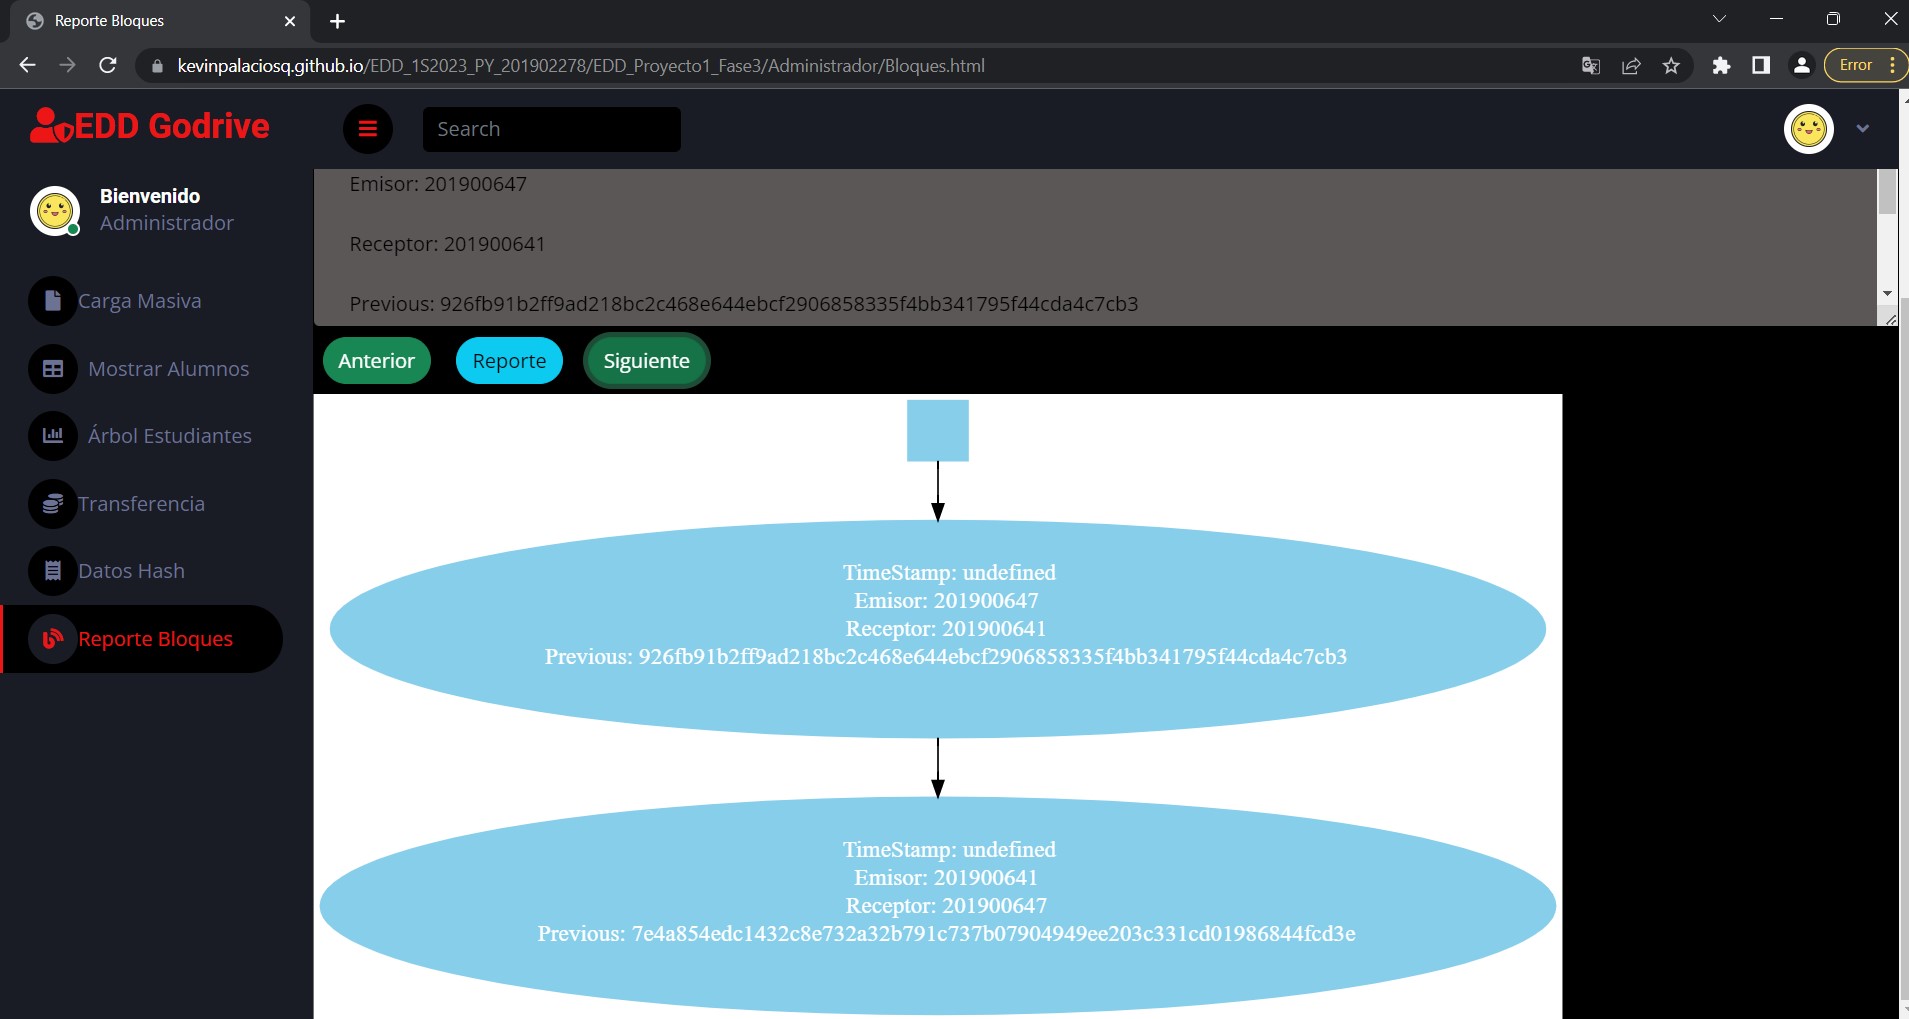 Reporte Bloques
kevinpalaciosq.github.io/EDD_1S2023_PY_201902278/EDD_Proyecto1_Fase3/Administrador/Bloques.html
Error
EDD Godrive
Search
Bienvenido
Administrador
Carga Masiva
Mostrar Alumnos
Árbol Estudiantes
Transferencia
Datos Hash
Reporte Bloques
Emisor: 201900647
Receptor: 201900641
Previous: 926fb91b2ff9ad218bc2c468e644ebcf2906858335f4bb341795f44cda4c7cb3
Anterior
Reporte
Siguiente
TimeStamp: undefined
Emisor: 201900647
Receptor: 201900641
Previous: 926fb91b2ff9ad218bc2c468e644ebcf2906858335f4bb341795f44cda4c7cb3
TimeStamp: undefined
Emisor: 201900641
Receptor: 201900647
Previous: 7e4a854edc1432c8e732a32b791c737b07904949ee203c331cd01986844fcd3e